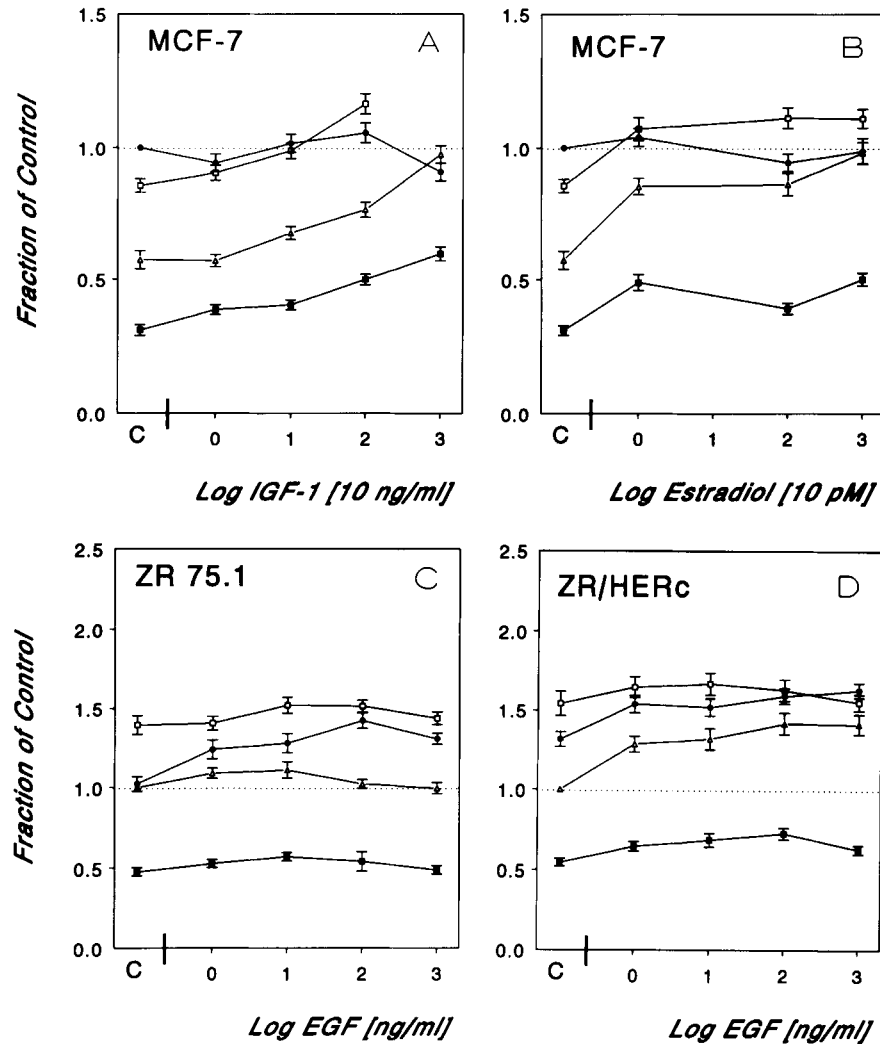 MCF-7 A
1.5
1.0
0.5
0.0
Fraction of Control
C 0 1 2 3
Log IGF-1 [10 ng/ml]
MCF-7 B
1.5
1.0
0.5
0.0
C 0 1 2 3
Log Estradiol [10 pM]
ZR 75.1 C
2.5
2.0
1.5
1.0
0.5
0.0
Fraction of Control
C 0 1 2 3
Log EGF [ng/ml]
ZR/HERc D
2.5
2.0
1.5
1.0
0.5
0.0
C 0 1 2 3
Log EGF [ng/ml]